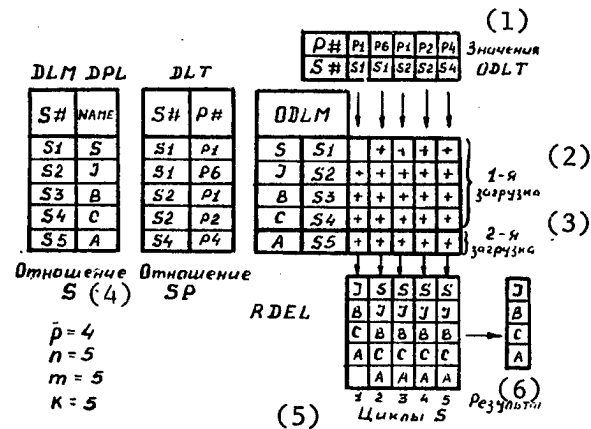 (1)
P# P1 P6 P1 P2 P4 Значения
S# S1 S1 S2 S2 S4 ODLT
DLM DPL DLT
S# NAME S# P# ODLM
S1 S S1 P1 S S1 + + + + (2)
S2 J S1 P6 J S2 + + + + + 1-я
S3 B S2 P1 B S3 + + + + + загрузка
S4 C S2 P2 C S4 + + + + + (3)
S5 A S4 P4 A S5 + + + + + 2-я загрузка
Отношение S (4) Отношение SP
RDEL
J S S S S J
B J J J J B
C B B B B C
A C C C C A
A A A A
1 2 3 4 5
(5) Циклы S
(6) Результ
p = 4
n = 5
m = 5
K = 5